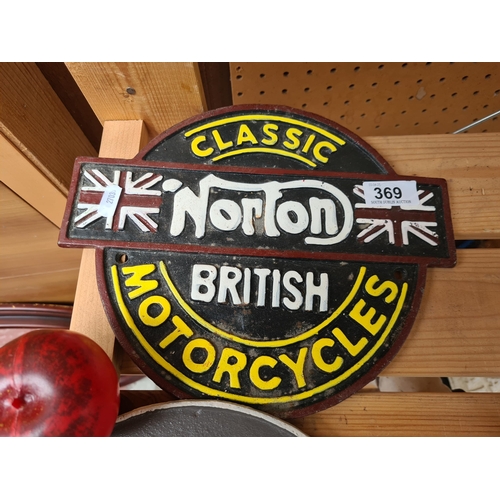 CLASSIC
Norton
369
BRITISH
MOTORCYCLES